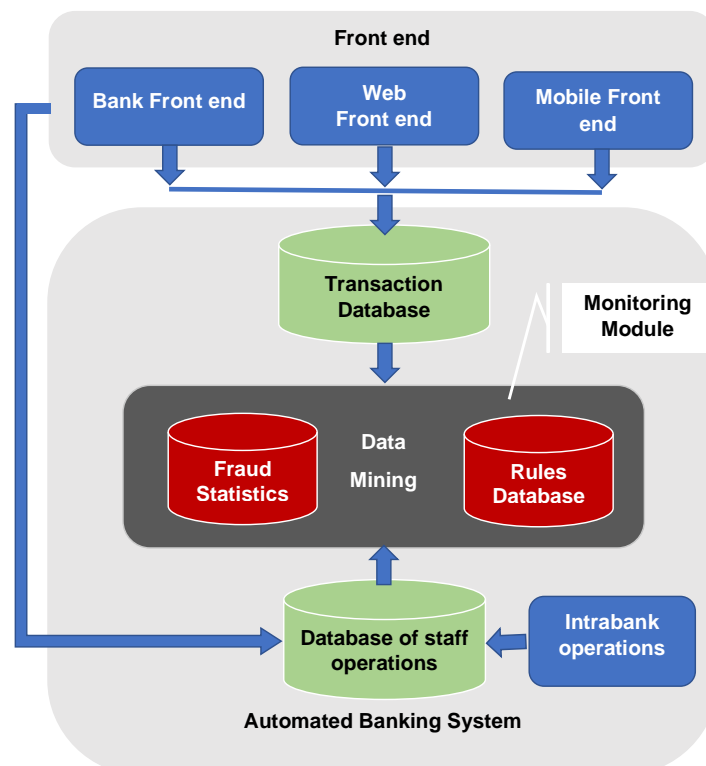 Front end
Bank Front end
Web
Front end
Mobile Front
end
Transaction
Database
Monitoring
Module
Fraud
Statistics
Data
Mining
Rules
Database
Database of staff
operations
Intrabank
operations
Automated Banking System